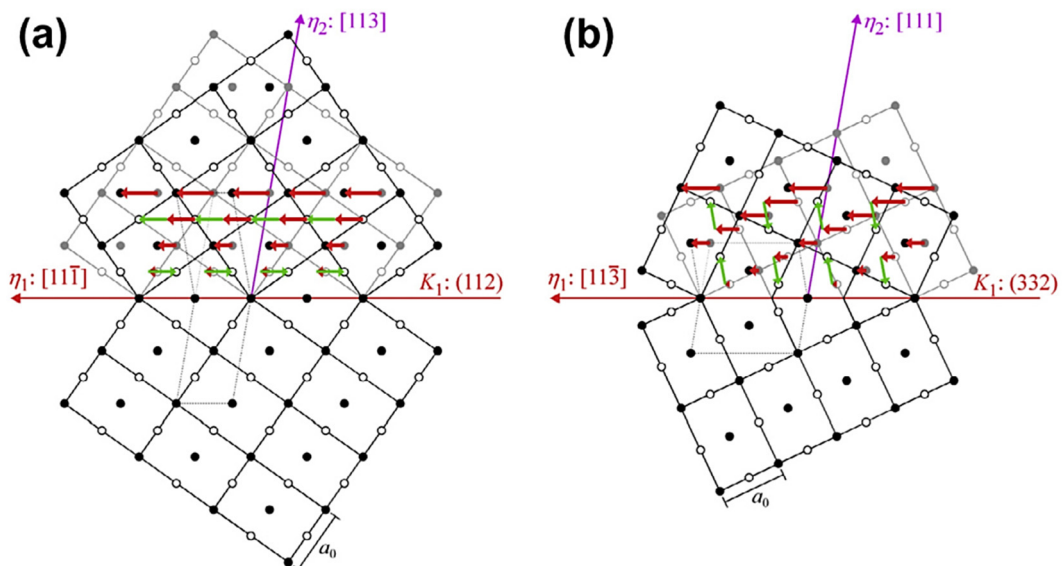 (a)
η₂: [113]
η₁: [111̄]
K₁: (112)
a₀
(b)
η₂: [111]
η₁: [113̄]
K₁: (332)
a₀